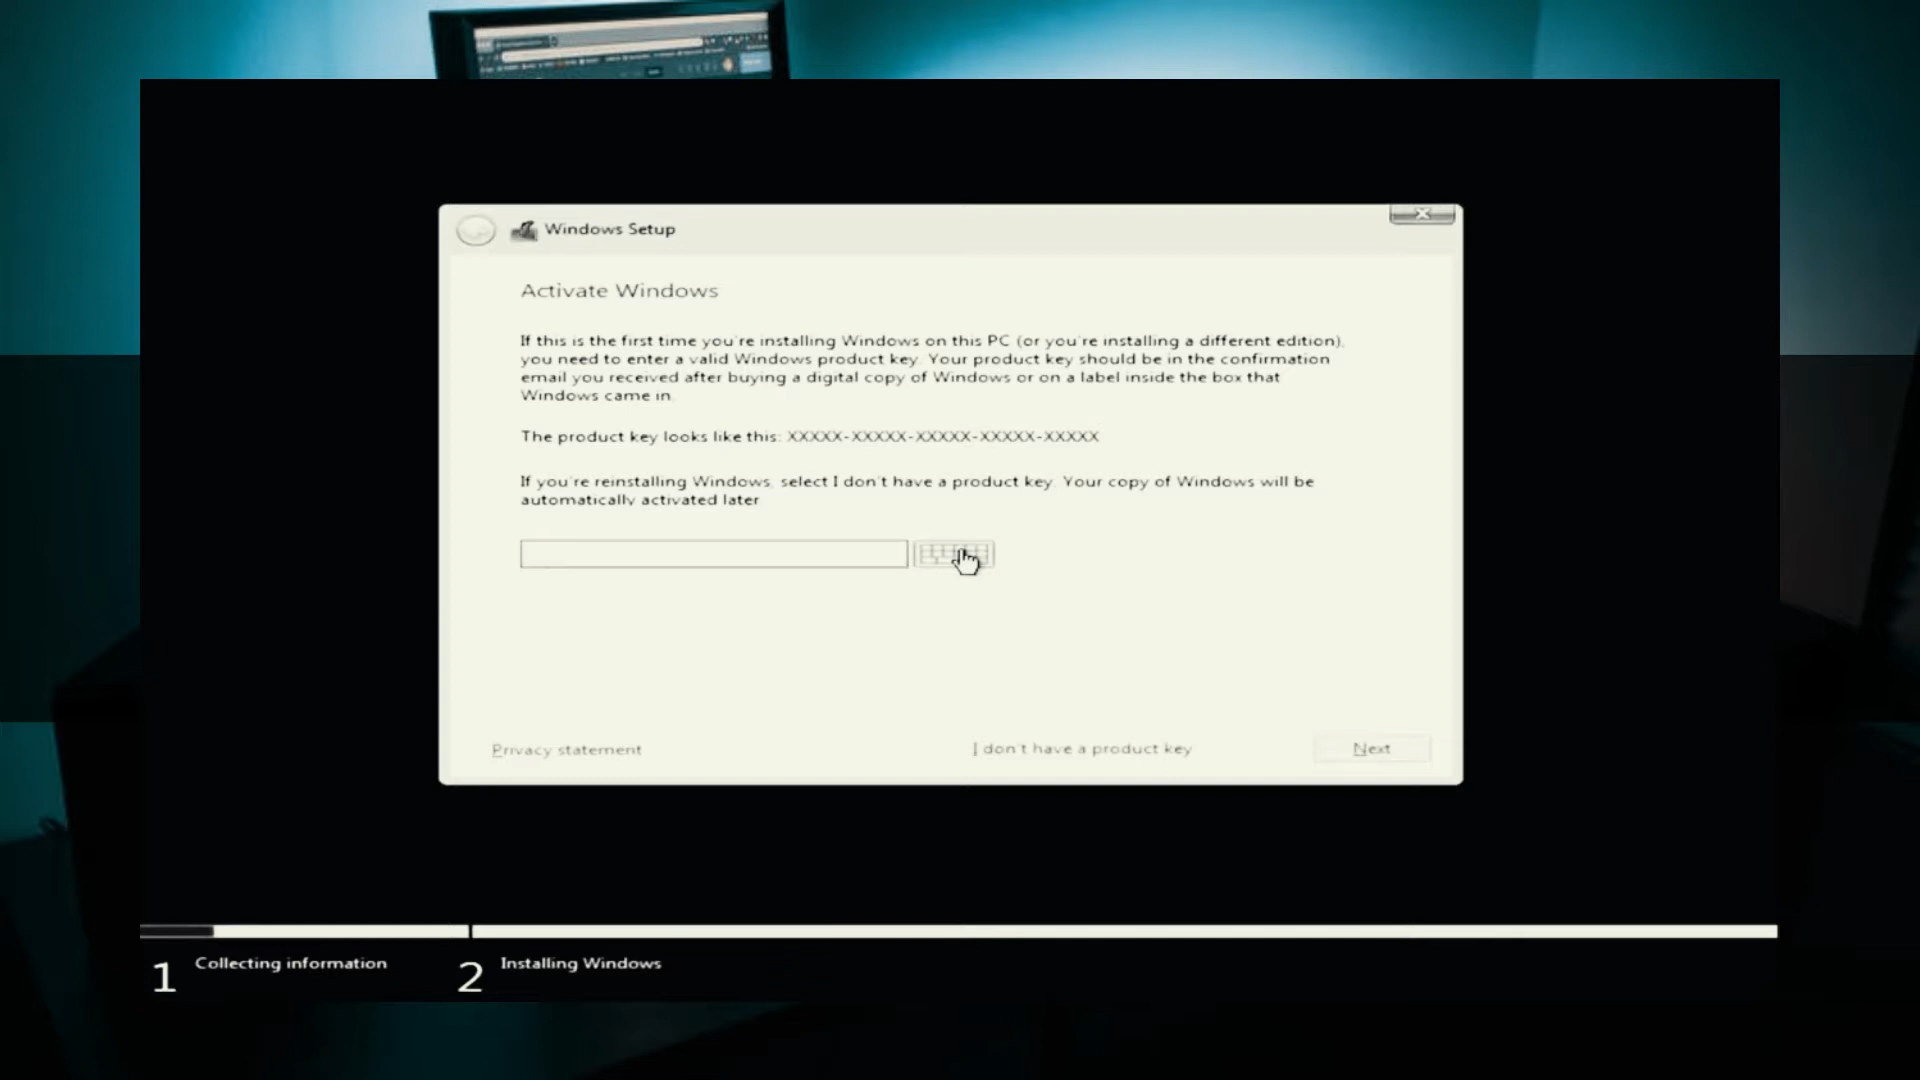 Windows Setup
Activate Windows
If this is the first time you're installing Windows on this PC (or you're installing a different edition),
you need to enter a valid Windows product key. Your product key should be in the confirmation
email you received after buying a digital copy of Windows or on a label inside the box that
Windows came in.
The product key looks like this: XXXXX-XXXXX-XXXXX-XXXXX-XXXXX
If you're reinstalling Windows, select I don't have a product key. Your copy of Windows will be
automatically activated later
Privacy statement
I don't have a product key
Next
1 Collecting information
2 Installing Windows